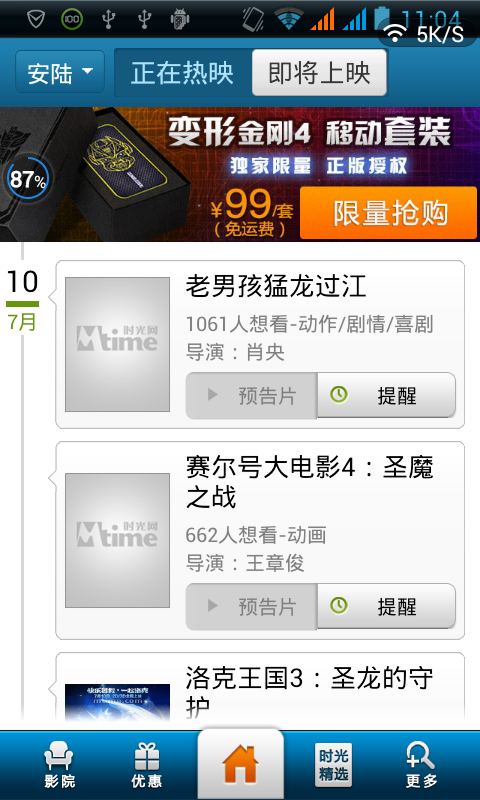 100
11:04
5K/S
安陆
正在热映
即将上映
变形金刚4 移动套装
独家限量 正版授权
¥99/套
(免运费)
限量抢购
87%
10
7月
老男孩猛龙过江
1061人想看-动作/剧情/喜剧
导演：肖央
预告片
提醒
时光网
Mtime
赛尔号大电影4：圣魔
之战
662人想看-动画
导演：王章俊
预告片
提醒
时光网
Mtime
洛克王国3：圣龙的守
护
影院
优惠
时光
精选
更多